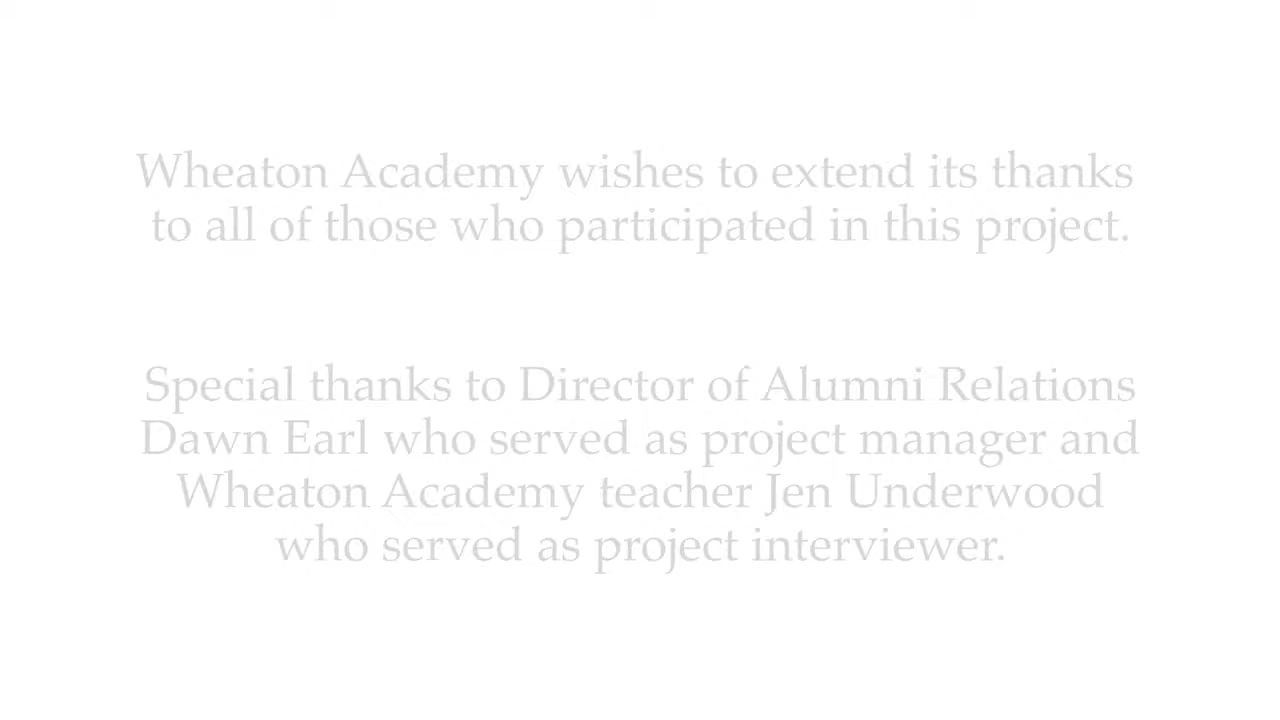 Wheaton Academy wishes to extend its thanks
to all of those who participated in this project.
Special thanks to Director of Alumni Relations
Dawn Earl who served as project manager and
Wheaton Academy teacher Jen Underwood
who served as project interviewer.